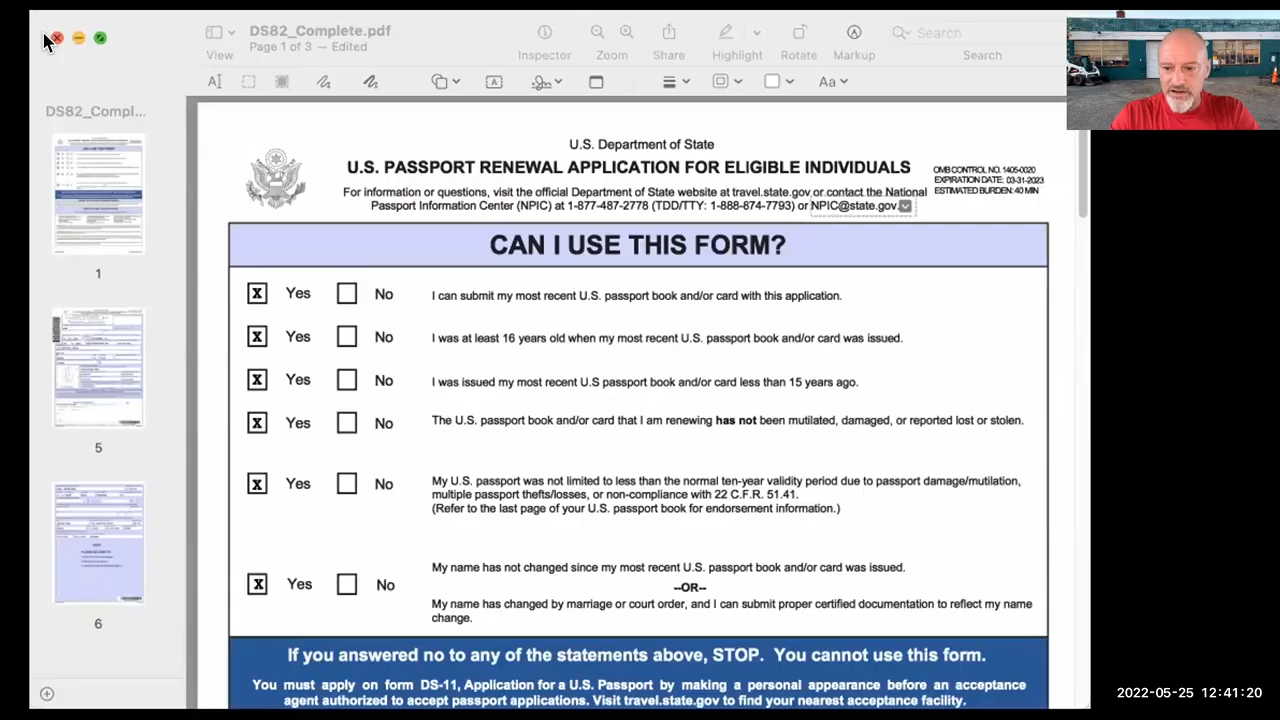 DS82_Complete.pdf
Page 1 of 3 — Edited
View
Inspector
Zoom
Share
Highlight
Rotate
Markup
Search
Search
A
Aa
DS82_Compl...
1
5
6
U.S. Department of State
U.S. PASSPORT RENEWAL APPLICATION FOR ELIGIBLE INDIVIDUALS
For information or questions, visit the official Department of State website at travel.state.gov or contact the National
Passport Information Center (NPIC) at 1-877-487-2778 (TDD/TTY: 1-888-874-7793) or NPIC@state.gov.
OMB CONTROL NO. 1405-0020
EXPIRATION DATE: 03-31-2023
ESTIMATED BURDEN: 40 MIN
CAN I USE THIS FORM?
X Yes No I can submit my most recent U.S. passport book and/or card with this application.
X Yes No I was at least 16 years old when my most recent U.S. passport book and/or card was issued.
X Yes No I was issued my most recent U.S passport book and/or card less than 15 years ago.
X Yes No The U.S. passport book and/or card that I am renewing has not been mutilated, damaged, or reported lost or stolen.
X Yes No My U.S. passport was not limited to less than the normal ten-year validity period due to passport damage/mutilation,
multiple passport thefts/losses, or non-compliance with 22 C.F.R. 51.41.
(Refer to the last page of your U.S. passport book for endorsement information.)
X Yes No My name has not changed since my most recent U.S. passport book and/or card was issued.
--OR--
My name has changed by marriage or court order, and I can submit proper certified documentation to reflect my name
change.
If you answered no to any of the statements above, STOP. You cannot use this form.
You must apply on form DS-11, Application for a U.S. Passport by making a personal appearance before an acceptance
agent authorized to accept passport applications. Visit travel.state.gov to find your nearest acceptance facility.
2022-05-25 12:41:20